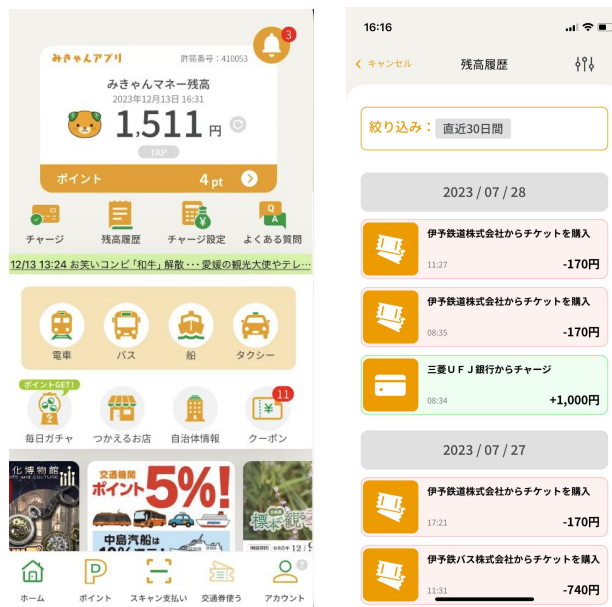 みきゃんアプリ
許諾番号：410053
3
みきゃんマネー残高
2023年12月13日 16:31
1,511 円
TAP
ポイント
4 pt
チャージ
残高履歴
チャージ設定
Q
A
よくある質問
12/13 13:24 お笑いコンビ「和牛」解散・・・愛媛の観光大使やテレ…
電車
バス
船
タクシー
ポイントGET!
毎日ガチャ
つかえるお店
自治体情報
11
クーポン
化博物館
交通機関
ポイント5%!
中島汽船は
標本観
ホーム
ポイント
スキャン支払い
交通券使う
アカウント
16:16
キャンセル
残高履歴
絞り込み：
直近30日間
2023 / 07 / 28
伊予鉄道株式会社からチケットを購入
11:27
-170円
伊予鉄道株式会社からチケットを購入
08:35
-170円
三菱ＵＦＪ銀行からチャージ
08:34
+1,000円
2023 / 07 / 27
伊予鉄道株式会社からチケットを購入
17:21
-170円
伊予鉄バス株式会社からチケットを購入
11:31
-740円